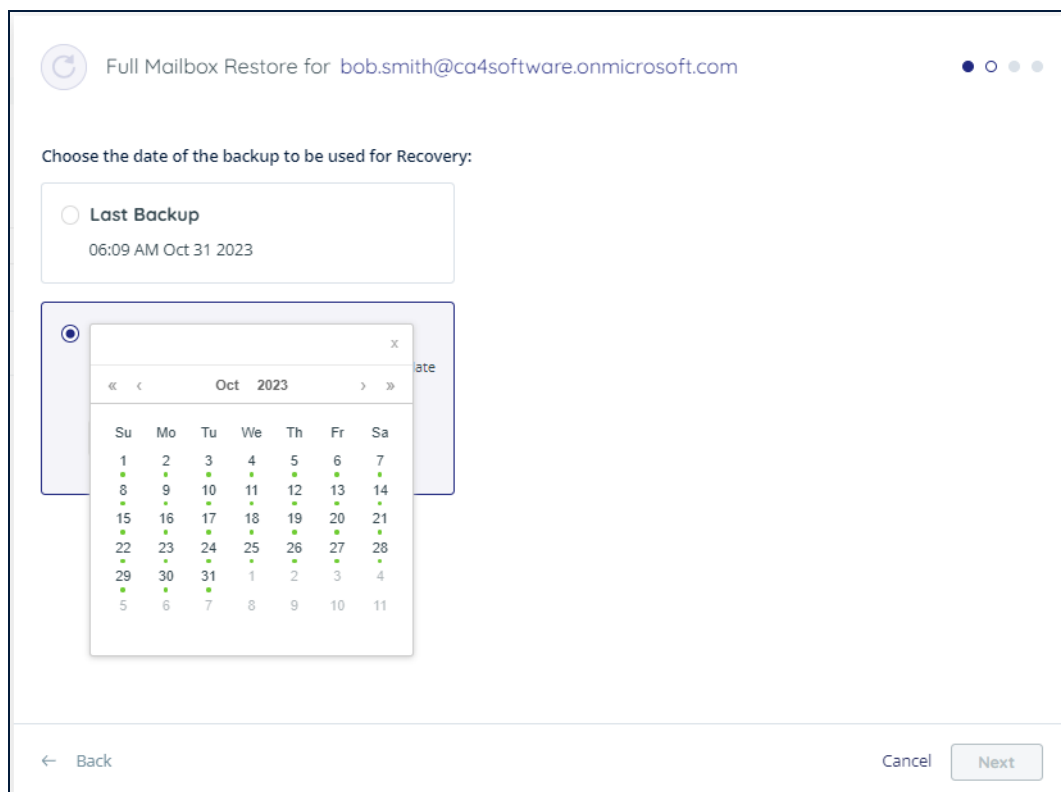 Full Mailbox Restore for bob.smith@ca4software.onmicrosoft.com
Choose the date of the backup to be used for Recovery:
Last Backup
06:09 AM Oct 31 2023
x
« ‹ Oct 2023 › »
Su Mo Tu We Th Fr Sa
1 2 3 4 5 6 7
8 9 10 11 12 13 14
15 16 17 18 19 20 21
22 23 24 25 26 27 28
29 30 31 1 2 3 4
5 6 7 8 9 10 11
← Back Cancel Next